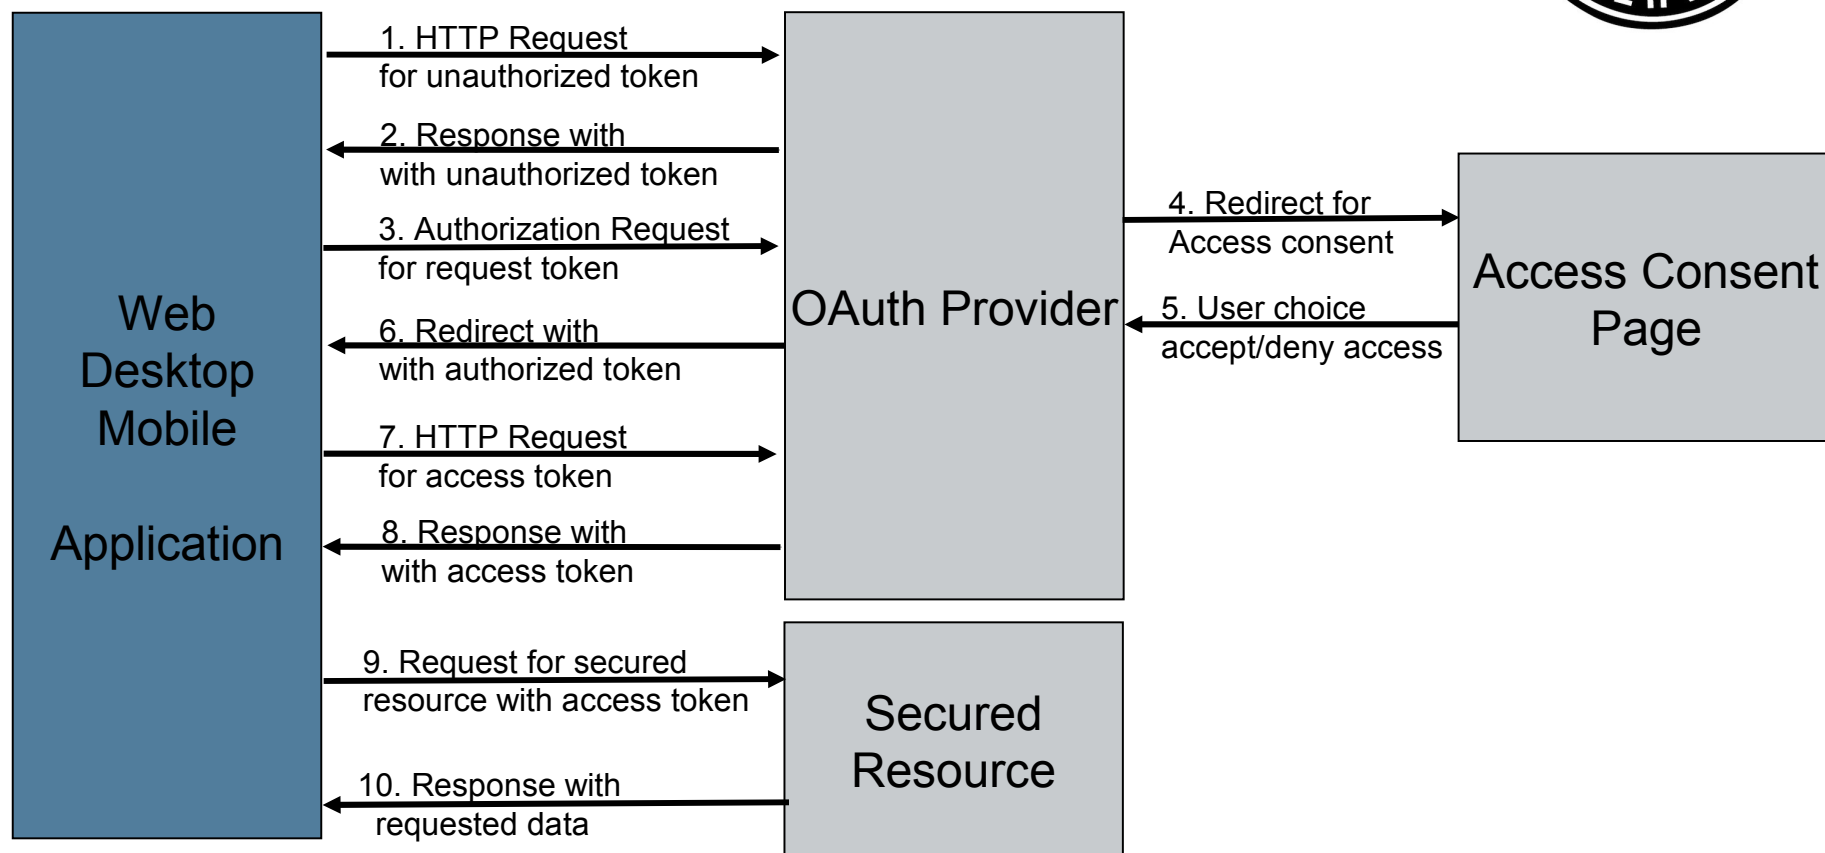 1. HTTP Request
for unauthorized token
2. Response with
with unauthorized token
3. Authorization Request
for request token
4. Redirect for
Access consent
5. User choice
accept/deny access
6. Redirect with
with authorized token
7. HTTP Request
for access token
8. Response with
with access token
9. Request for secured
resource with access token
10. Response with
requested data
Web
Desktop
Mobile
Application
OAuth Provider
Access Consent
Page
Secured
Resource